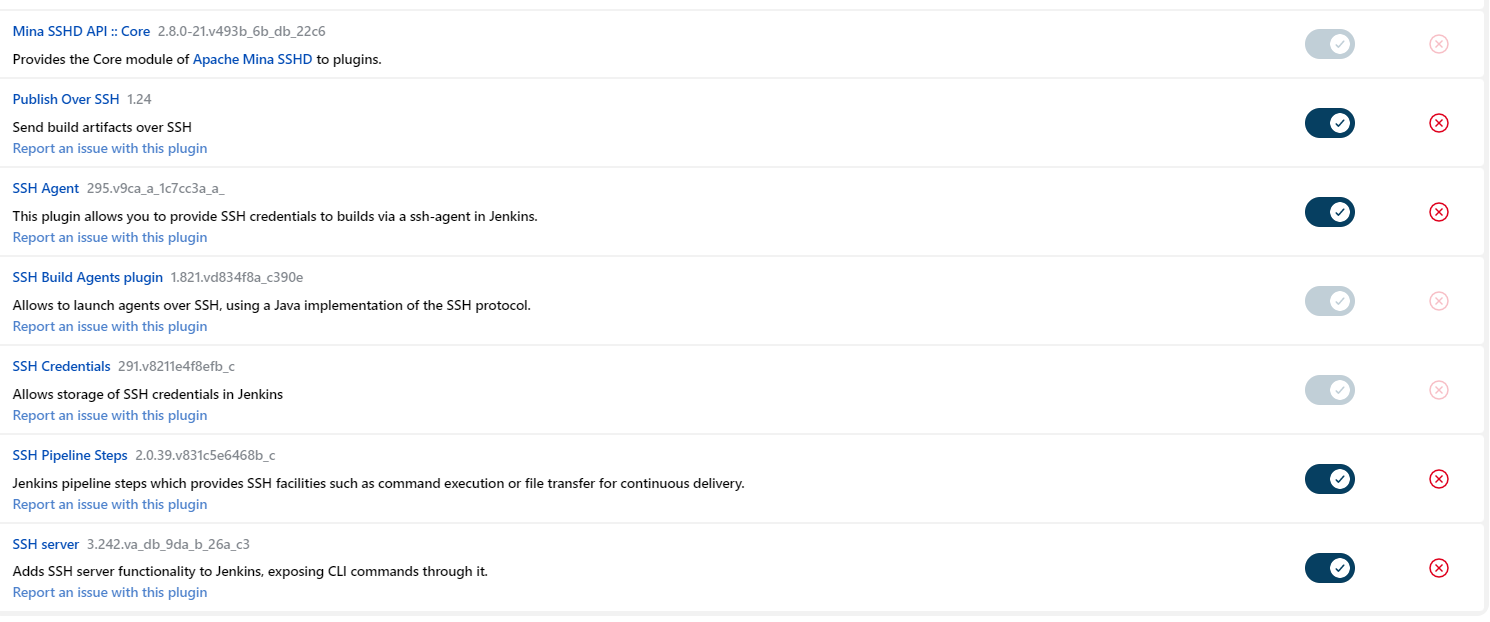 Mina SSHD API :: Core 2.8.0-21.v493b_6b_db_22c6
Provides the Core module of Apache Mina SSHD to plugins.
Publish Over SSH 1.24
Send build artifacts over SSH
Report an issue with this plugin
SSH Agent 295.v9ca_a_1c7cc3a_a_
This plugin allows you to provide SSH credentials to builds via a ssh-agent in Jenkins.
Report an issue with this plugin
SSH Build Agents plugin 1.821.vd834f8a_c390e
Allows to launch agents over SSH, using a Java implementation of the SSH protocol.
Report an issue with this plugin
SSH Credentials 291.v8211e4f8efb_c
Allows storage of SSH credentials in Jenkins
Report an issue with this plugin
SSH Pipeline Steps 2.0.39.v831c5e6468b_c
Jenkins pipeline steps which provides SSH facilities such as command execution or file transfer for continuous delivery.
Report an issue with this plugin
SSH server 3.242.va_db_9da_b_26a_c3
Adds SSH server functionality to Jenkins, exposing CLI commands through it.
Report an issue with this plugin